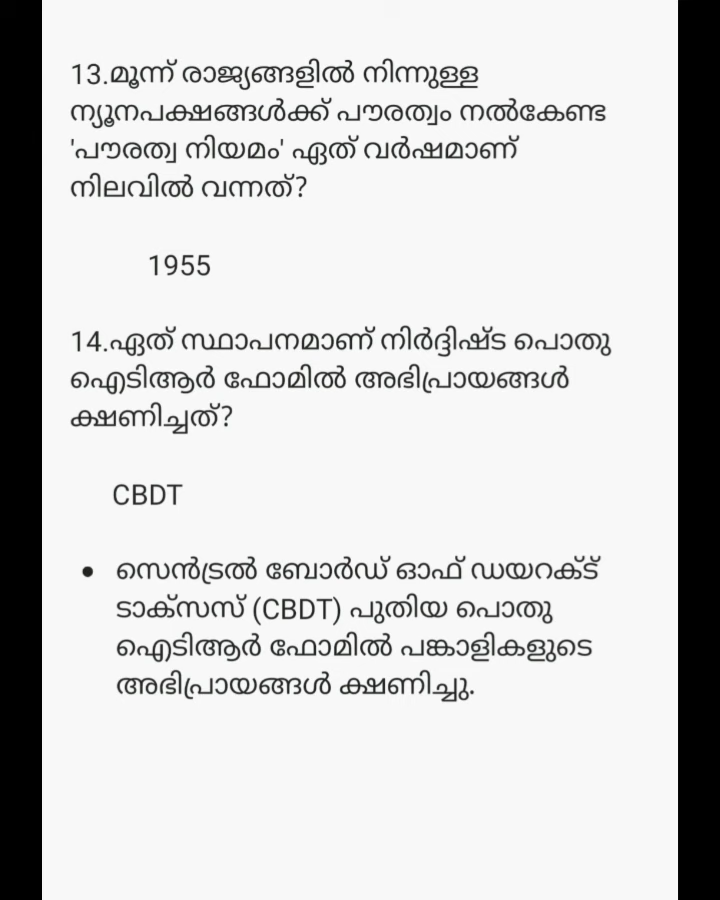 13.മൂന്ന് രാജ്യങ്ങളിൽ നിന്നുള്ള
ന്യൂനപക്ഷങ്ങൾക്ക് പൗരത്വം നൽകേണ്ട
'പൗരത്വ നിയമം' ഏത് വർഷമാണ്
നിലവിൽ വന്നത്?
1955
14.ഏത് സ്ഥാപനമാണ് നിർദ്ദിഷ്ട പൊതു
ഐടിആർ ഫോമിൽ അഭിപ്രായങ്ങൾ
ക്ഷണിച്ചത്?
CBDT
• സെൻട്രൽ ബോർഡ് ഓഫ് ഡയറക്ട്
ടാക്സസ് (CBDT) പുതിയ പൊതു
ഐടിആർ ഫോമിൽ പങ്കാളികളുടെ
അഭിപ്രായങ്ങൾ ക്ഷണിച്ചു.